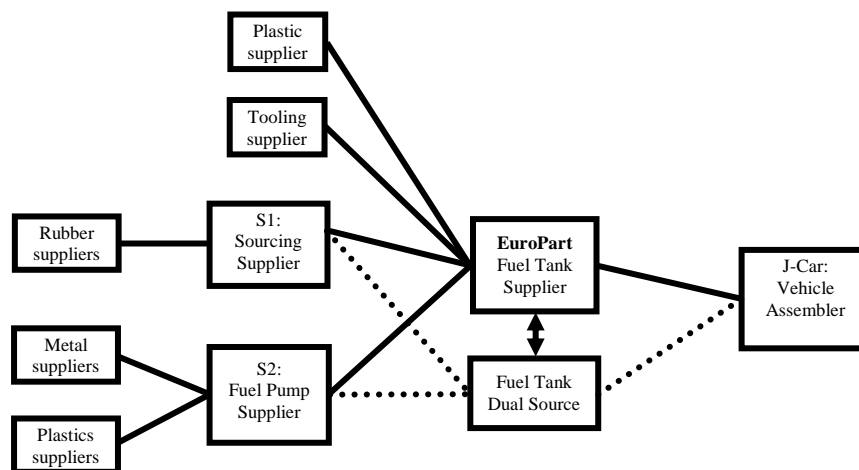 Plastic
supplier
Tooling
supplier
Rubber
suppliers
S1:
Sourcing
Supplier
EuroPart
Fuel Tank
Supplier
J-Car:
Vehicle
Assembler
Metal
suppliers
S2:
Fuel Pump
Supplier
Fuel Tank
Dual Source
Plastics
suppliers